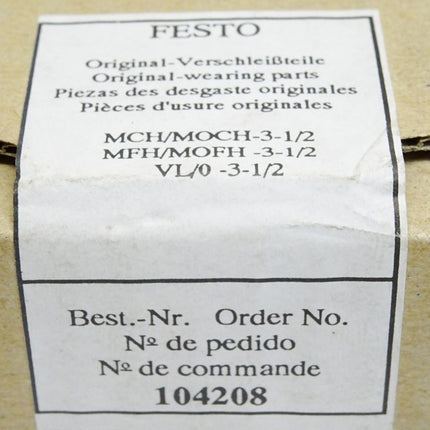 FESTO
Original-Verschleißteile
Original-wearing parts
Piezas des desgaste originales
Pièces d'usure originales
MCH/MOCH-3-1/2
MFH/MOFH -3-1/2
VL/0 -3-1/2
Best.-Nr. Order No.
Nº de pedido
Nº de commande
104208